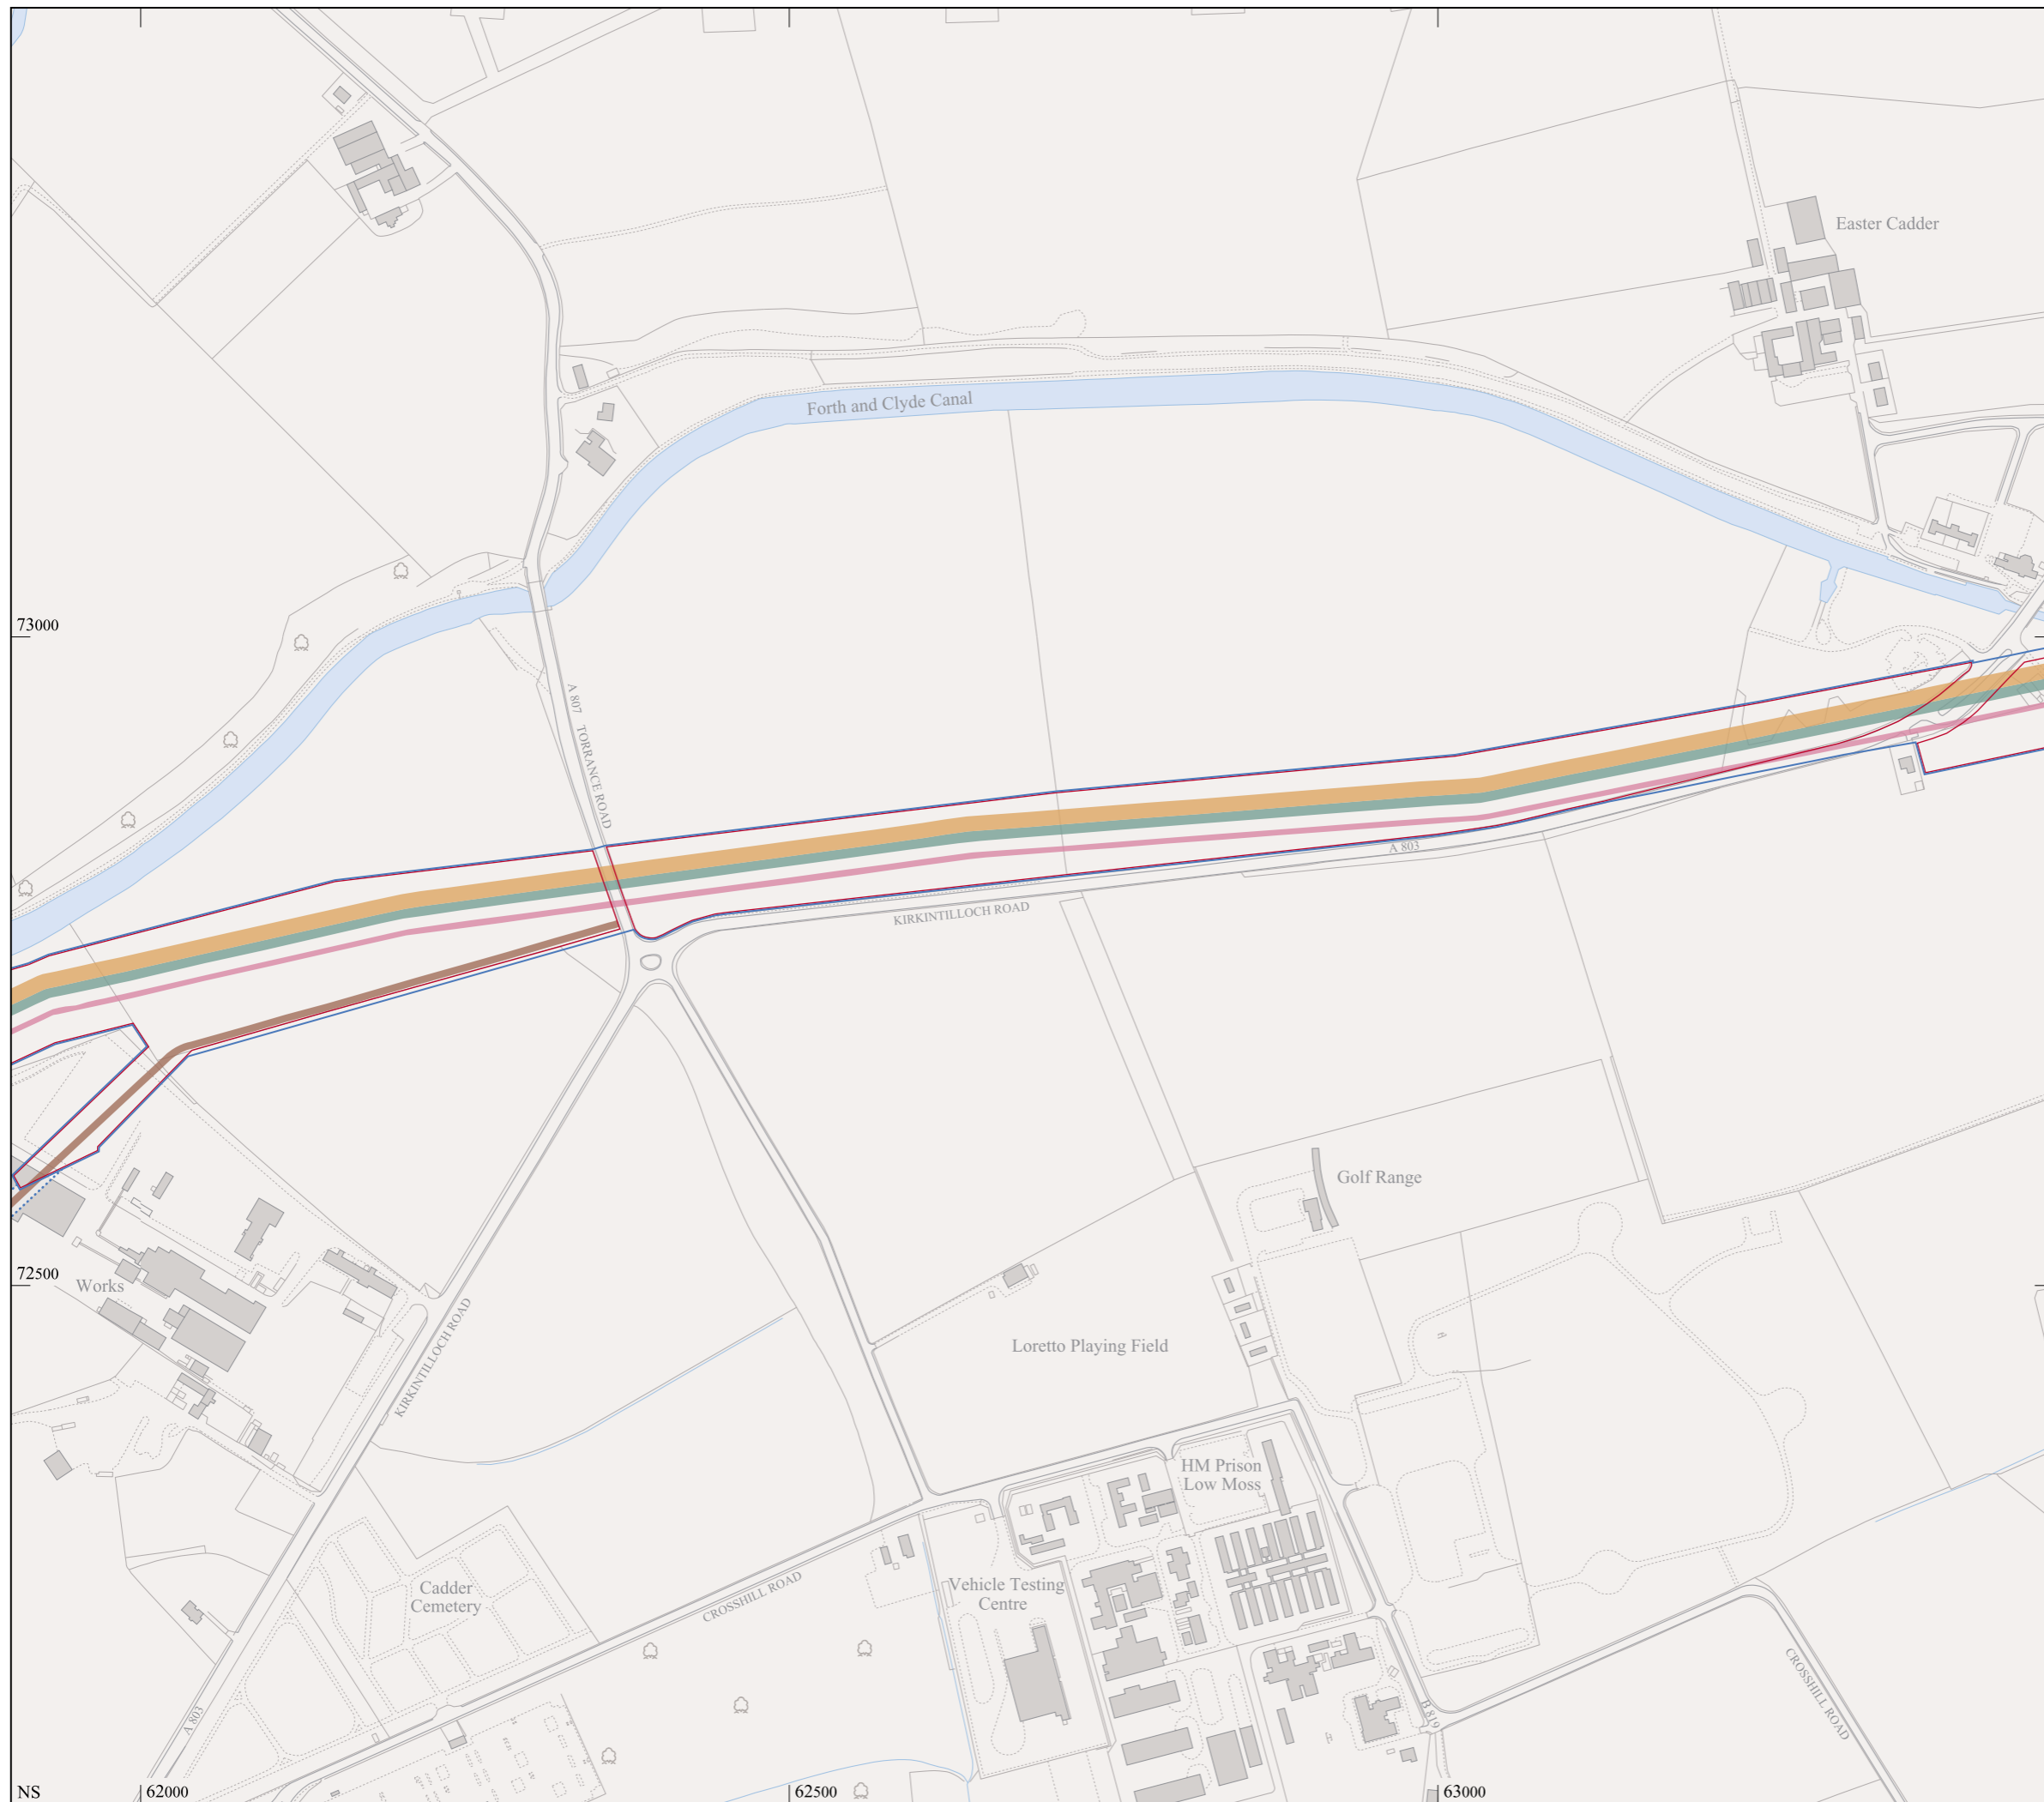 Easter Cadder
Forth and Clyde Canal
73000
A 807 TORRANCE ROAD
A 803
KIRKINTILLOCH ROAD
Golf Range
72500
Works
KIRKINTILLOCH ROAD
Loretto Playing Field
HM Prison
Low Moss
Cadder
Cemetery
CROSSHILL ROAD
Vehicle Testing
Centre
CROSSHILL ROAD
B 819
A 803
NS
62000
62500
63000